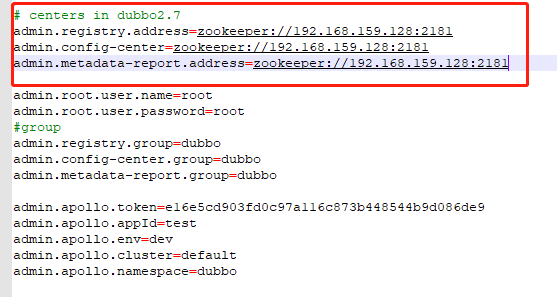 # centers in dubbo2.7
admin.registry.address=zookeeper://192.168.159.128:2181
admin.config-center=zookeeper://192.168.159.128:2181
admin.metadata-report.address=zookeeper://192.168.159.128:2181
admin.root.user.name=root
admin.root.user.password=root
#group
admin.registry.group=dubbo
admin.config-center.group=dubbo
admin.metadata-report.group=dubbo
admin.apollo.token=e16e5cd903fd0c97a116c873b448544b9d086de9
admin.apollo.appId=test
admin.apollo.env=dev
admin.apollo.cluster=default
admin.apollo.namespace=dubbo